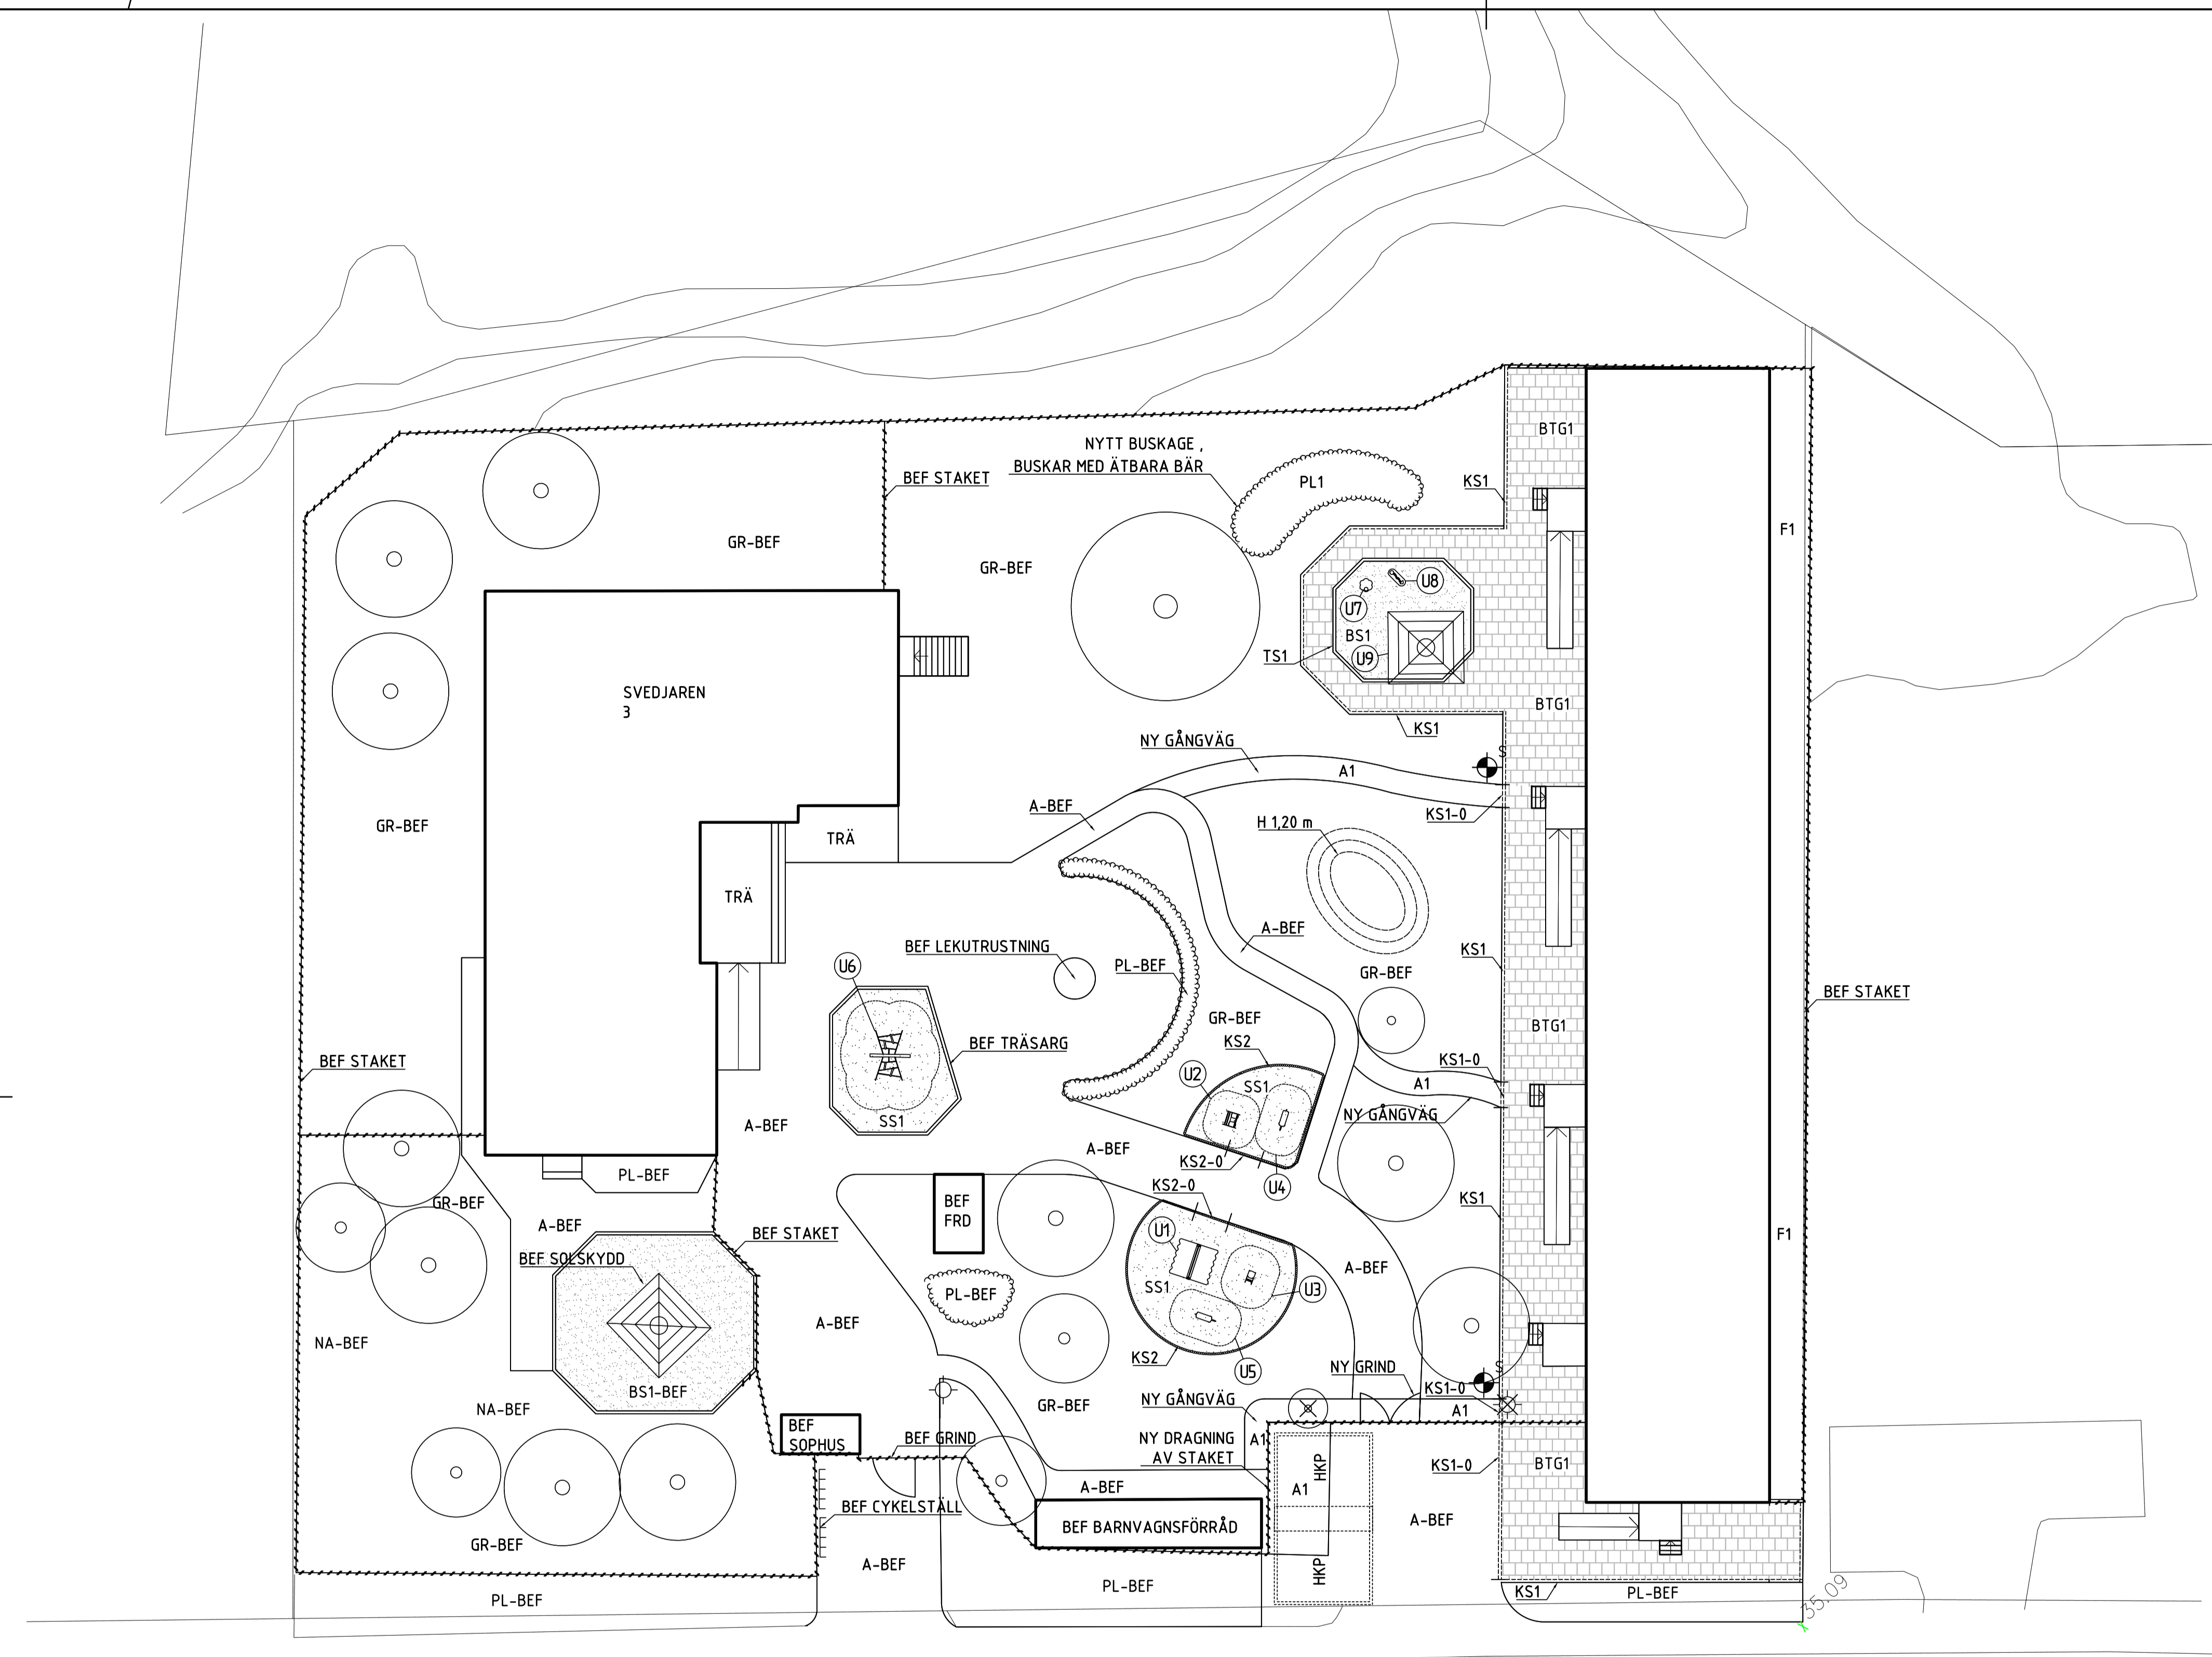 BTG1
NYTT BUSKAGE ,
BUSKAR MED ÄTBARA BÄR
BEF STAKET
PL1
KS1
F1
GR-BEF
GR-BEF
U8
U7
BS1
U9
TS1
SVEDJAREN
3
BTG1
KS1
NY GÅNGVÄG
S
A1
A-BEF
KS1-0
H 1,20 m
GR-BEF
TRÄ
TRÄ
A-BEF
BEF LEKUTRUSTNING
KS1
U6
PL-BEF
GR-BEF
BEF STAKET
GR-BEF
BTG1
KS2
BEF TRÄSARG
BEF STAKET
KS1-0
U2
SS1
A1
NY GÅNGVÄG
SS1
A-BEF
A-BEF
KS2-0
PL-BEF
U4
KS2-0
KS1
GR-BEF
BEF
FRD
A-BEF
BEF STAKET
U1
F1
BEF SOLSKYDD
A-BEF
SS1
U3
PL-BEF
A-BEF
NA-BEF
KS2
U5
NY GRIND
S
BS1-BEF
KS1-0
NY GÅNGVÄG
GR-BEF
NA-BEF
A1
BEF
SOPHUS
BEF GRIND
NY DRAGNING
AV STAKET
A1
HKP
KS1-0
BTG1
A-BEF
A1
BEF CYKELSTÄLL
A-BEF
BEF BARNVAGNSFÖRRÅD
GR-BEF
A-BEF
HKP
PL-BEF
KS1
PL-BEF
PL-BEF
35.09